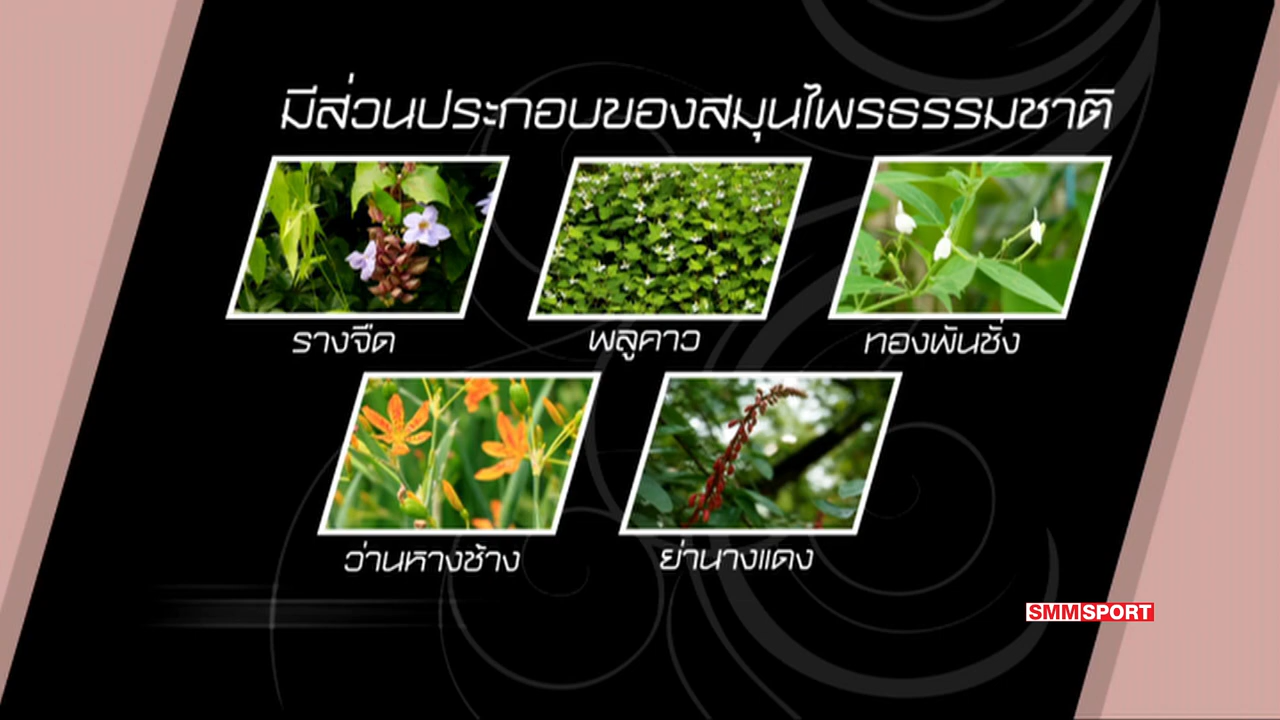 มีส่วนประกอบของสมุนไพรธรรมชาติ
รางจืด
พลูคาว
ทองพันชั่ง
ว่านหางช้าง
ย่านางแดง
SMMSPORT